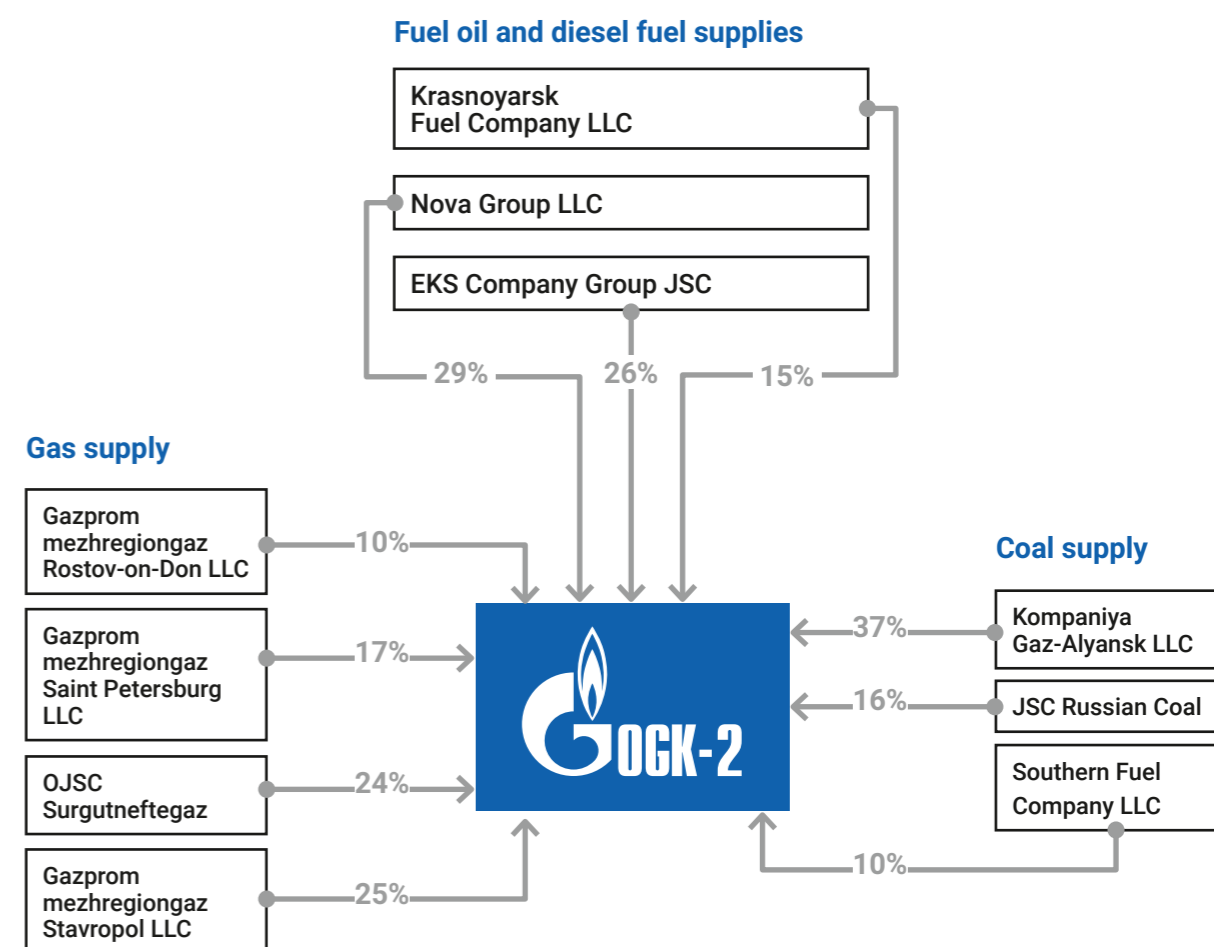 Fuel oil and diesel fuel supplies
Krasnoyarsk
Fuel Company LLC
Nova Group LLC
EKS Company Group JSC
29%
26%
15%
Gas supply
Gazprom
mezhregiongaz
Rostov-on-Don LLC
10%
Gazprom
mezhregiongaz
Saint Petersburg
LLC
17%
OJSC
Surgutneftegaz
24%
Gazprom
mezhregiongaz
Stavropol LLC
25%
OGK-2
Coal supply
Kompaniya
Gaz-Alyansk LLC
37%
JSC Russian Coal
16%
Southern Fuel
Company LLC
10%